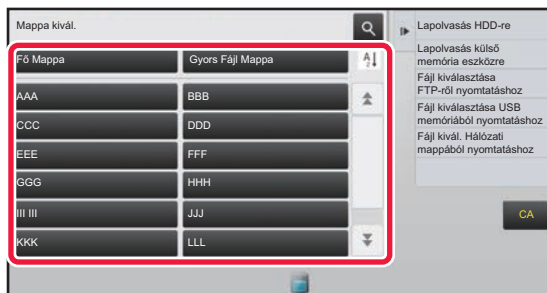 Mappa kivál.
Fő Mappa
Gyors Fájl Mappa
AAA
BBB
CCC
DDD
EEE
FFF
GGG
HHH
III III
JJJ
KKK
LLL
Lapolvasás HDD-re
Lapolvasás külső
memória eszközre
Fájl kiválasztása
FTP-ről nyomtatáshoz
Fájl kiválasztása USB
memóriából nyomtatáshoz
Fájl kivál. Hálózati
mappából nyomtatáshoz
CA